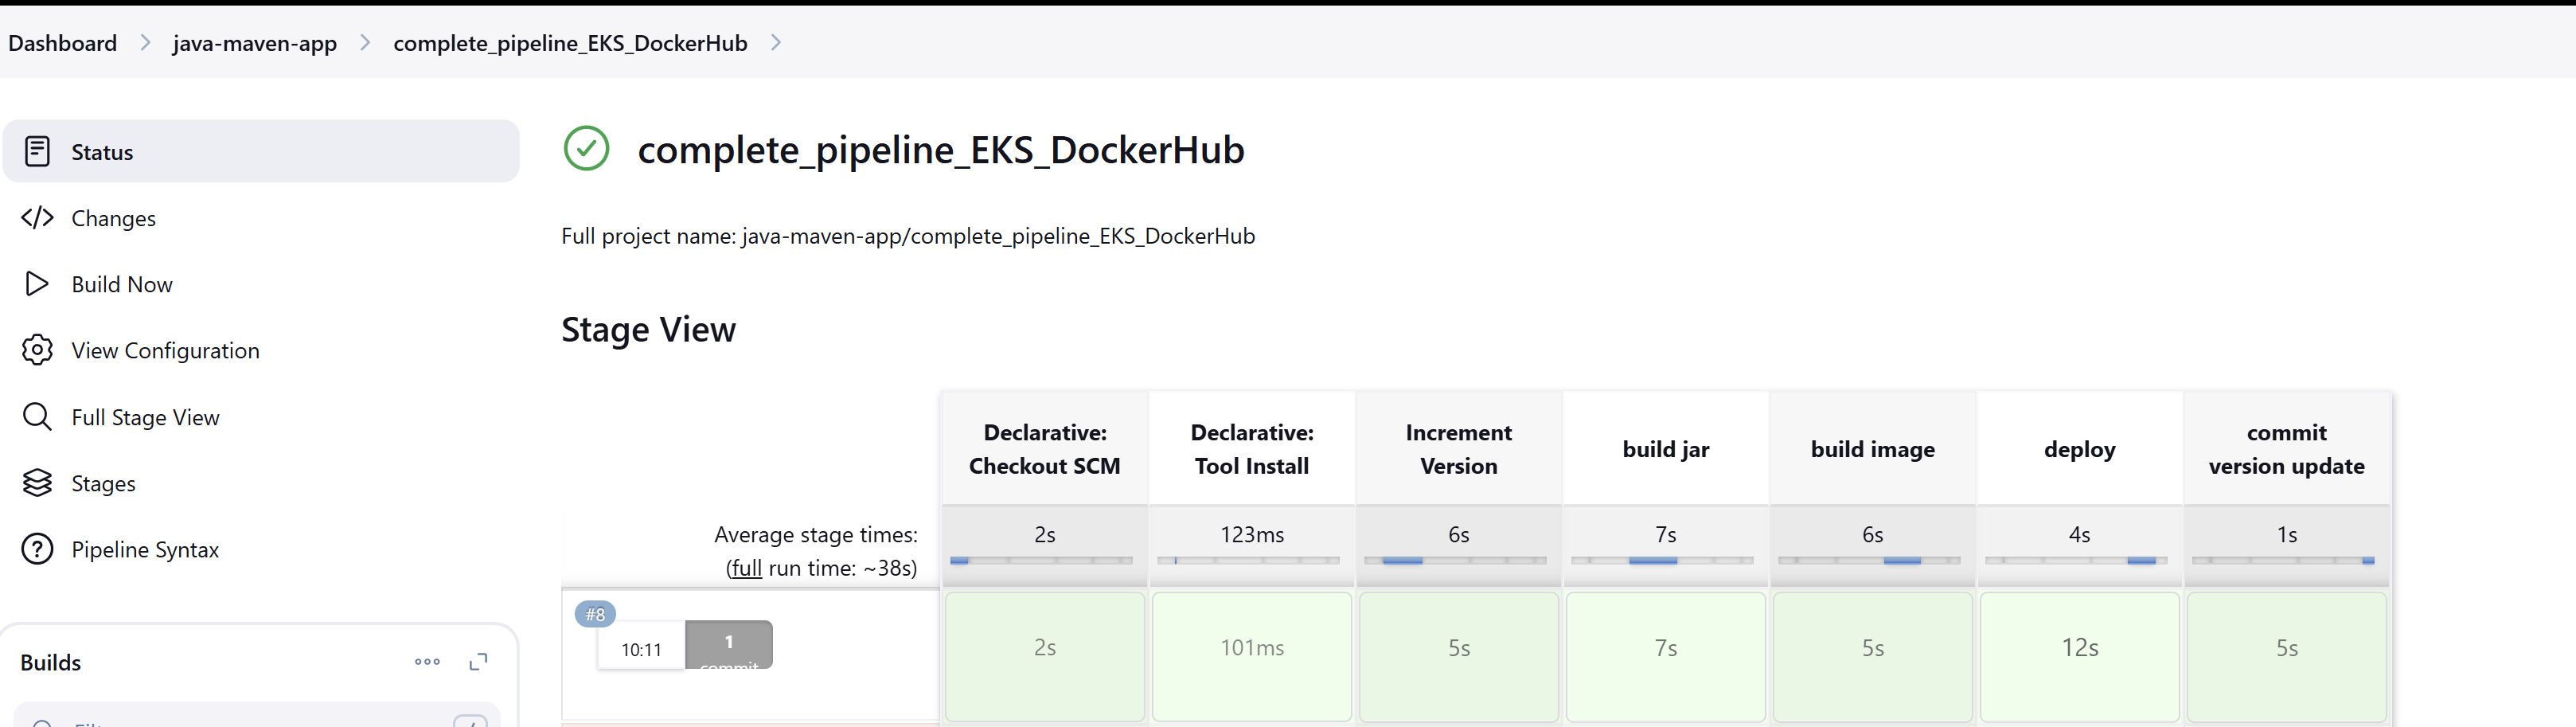 Dashboard > java-maven-app > complete_pipeline_EKS_DockerHub >
Status
Changes
Build Now
View Configuration
Full Stage View
Stages
Pipeline Syntax
Builds
complete_pipeline_EKS_DockerHub
Full project name: java-maven-app/complete_pipeline_EKS_DockerHub
Stage View
Declarative: Checkout SCM
Declarative: Tool Install
Increment Version
build jar
build image
deploy
commit version update
Average stage times:
(full run time: ~38s)
2s 123ms 6s 7s 6s 4s 1s
#8
10:11
1
commit
2s 101ms 5s 7s 5s 12s 5s